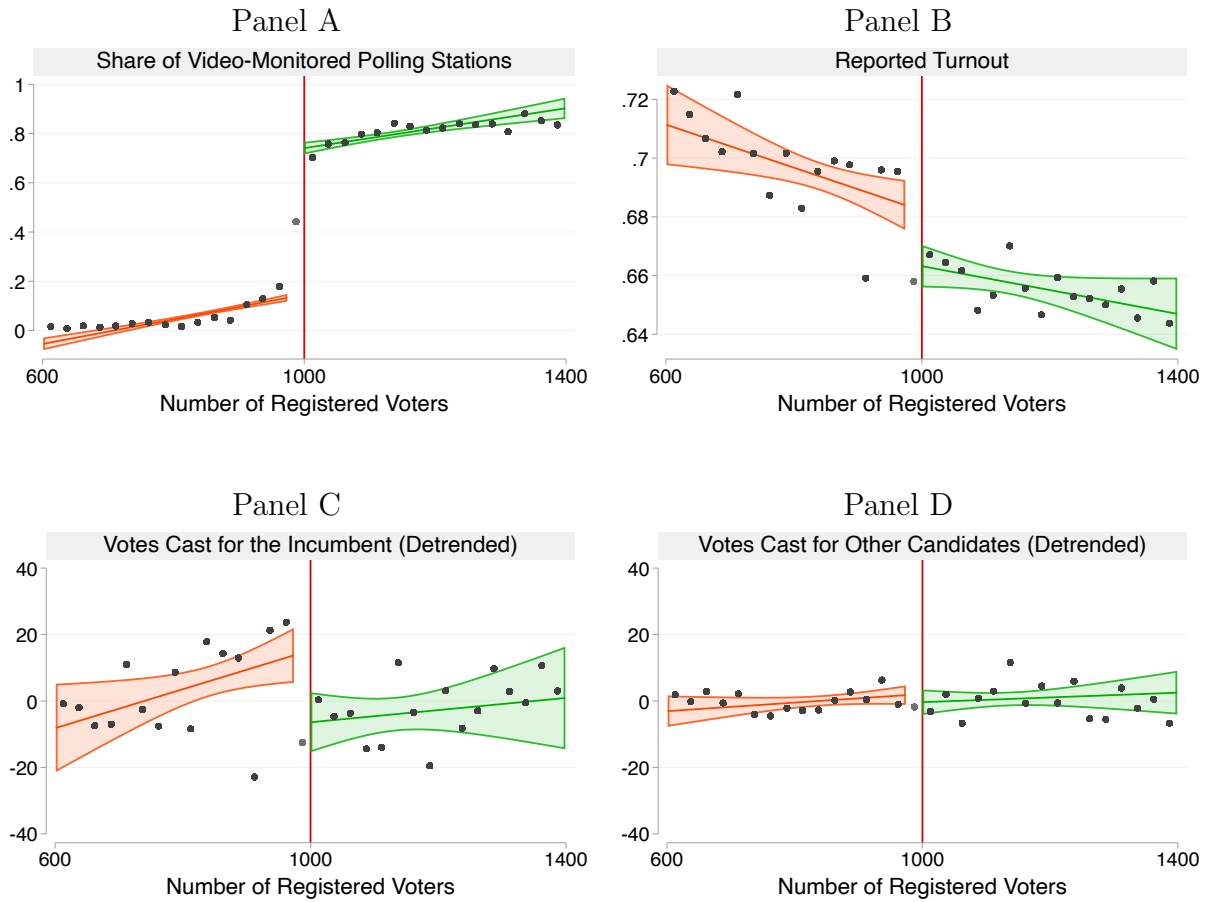 Panel A
Share of Video-Monitored Polling Stations
1
.8
.6
.4
.2
0
600 1000 1400
Number of Registered Voters
Panel B
Reported Turnout
.72
.7
.68
.66
.64
600 1000 1400
Number of Registered Voters
Panel C
Votes Cast for the Incumbent (Detrended)
40
20
0
-20
-40
600 1000 1400
Number of Registered Voters
Panel D
Votes Cast for Other Candidates (Detrended)
40
20
0
-20
-40
600 1000 1400
Number of Registered Voters